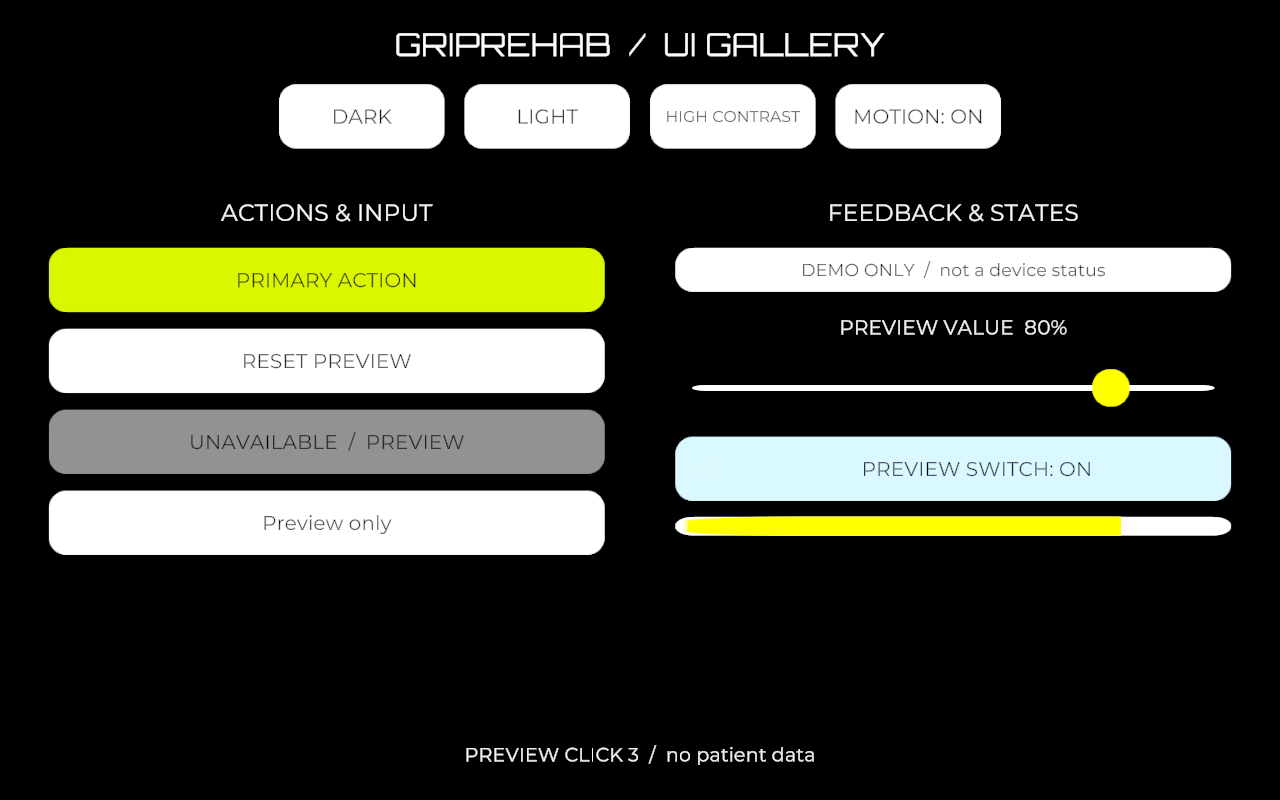 GRIPREHAB / UI GALLERY
DARK
LIGHT
HIGH CONTRAST
MOTION: ON
ACTIONS & INPUT
PRIMARY ACTION
RESET PREVIEW
UNAVAILABLE / PREVIEW
Preview only
FEEDBACK & STATES
DEMO ONLY / not a device status
PREVIEW VALUE 80%
PREVIEW SWITCH: ON
PREVIEW CLICK 3 / no patient data